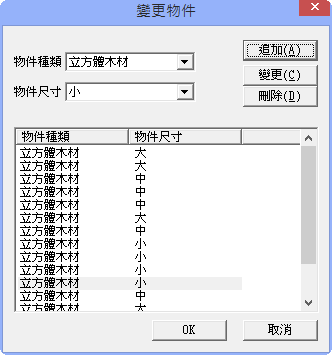 變更物件
物件種類 立方體木材 追加(A)
變更(C)
物件尺寸 小 刪除(D)
物件種類 物件尺寸
立方體木材 大
立方體木材 大
立方體木材 中
立方體木材 中
立方體木材 中
立方體木材 大
立方體木材 中
立方體木材 小
立方體木材 小
立方體木材 小
立方體木材 小
立方體木材 中
立方體木材 大
OK 取消